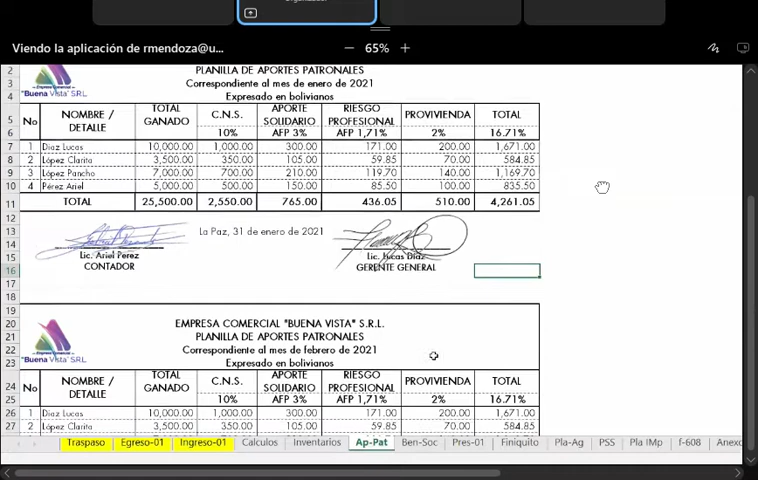 Viendo la aplicación de rmendoza@u...
65%
PLANILLA DE APORTES PATRONALES
Correspondiente al mes de enero de 2021
Expresado en bolivianos
"Buena Vista" S.R.L.
No NOMBRE / DETALLE TOTAL GANADO C.N.S. APORTE SOLIDARIO RIESGO PROFESIONAL PROVIVIENDA TOTAL
10% AFP 3% AFP 1,71% 2% 16.71%
1 Diaz Lucas 10,000.00 1,000.00 300.00 171.00 200.00 1,671.00
2 López Clarita 3,500.00 350.00 105.00 59.85 70.00 584.85
3 López Pancho 7,000.00 700.00 210.00 119.70 140.00 1,169.70
4 Pérez Ariel 5,000.00 500.00 150.00 85.50 100.00 835.50
TOTAL 25,500.00 2,550.00 765.00 436.05 510.00 4,261.05
La Paz, 31 de enero de 2021
Lic. Ariel Perez Lic. Lucas Diaz
CONTADOR GERENTE GENERAL
EMPRESA COMERCIAL "BUENA VISTA" S.R.L.
PLANILLA DE APORTES PATRONALES
Correspondiente al mes de febrero de 2021
Expresado en bolivianos
"Buena Vista" S.R.L.
No NOMBRE / DETALLE TOTAL GANADO C.N.S. APORTE SOLIDARIO RIESGO PROFESIONAL PROVIVIENDA TOTAL
10% AFP 3% AFP 1,71% 2% 16.71%
1 Diaz Lucas 10,000.00 1,000.00 300.00 171.00 200.00 1,671.00
2 López Clarita 3,500.00 350.00 105.00 59.85 70.00 584.85
Traspaso Egreso-01 Ingreso-01 Calculos Inventarios Ap-Pat Ben-Soc Pres-01 Finiquito Pla-Ag PSS Pla IMp f-608 Anexo